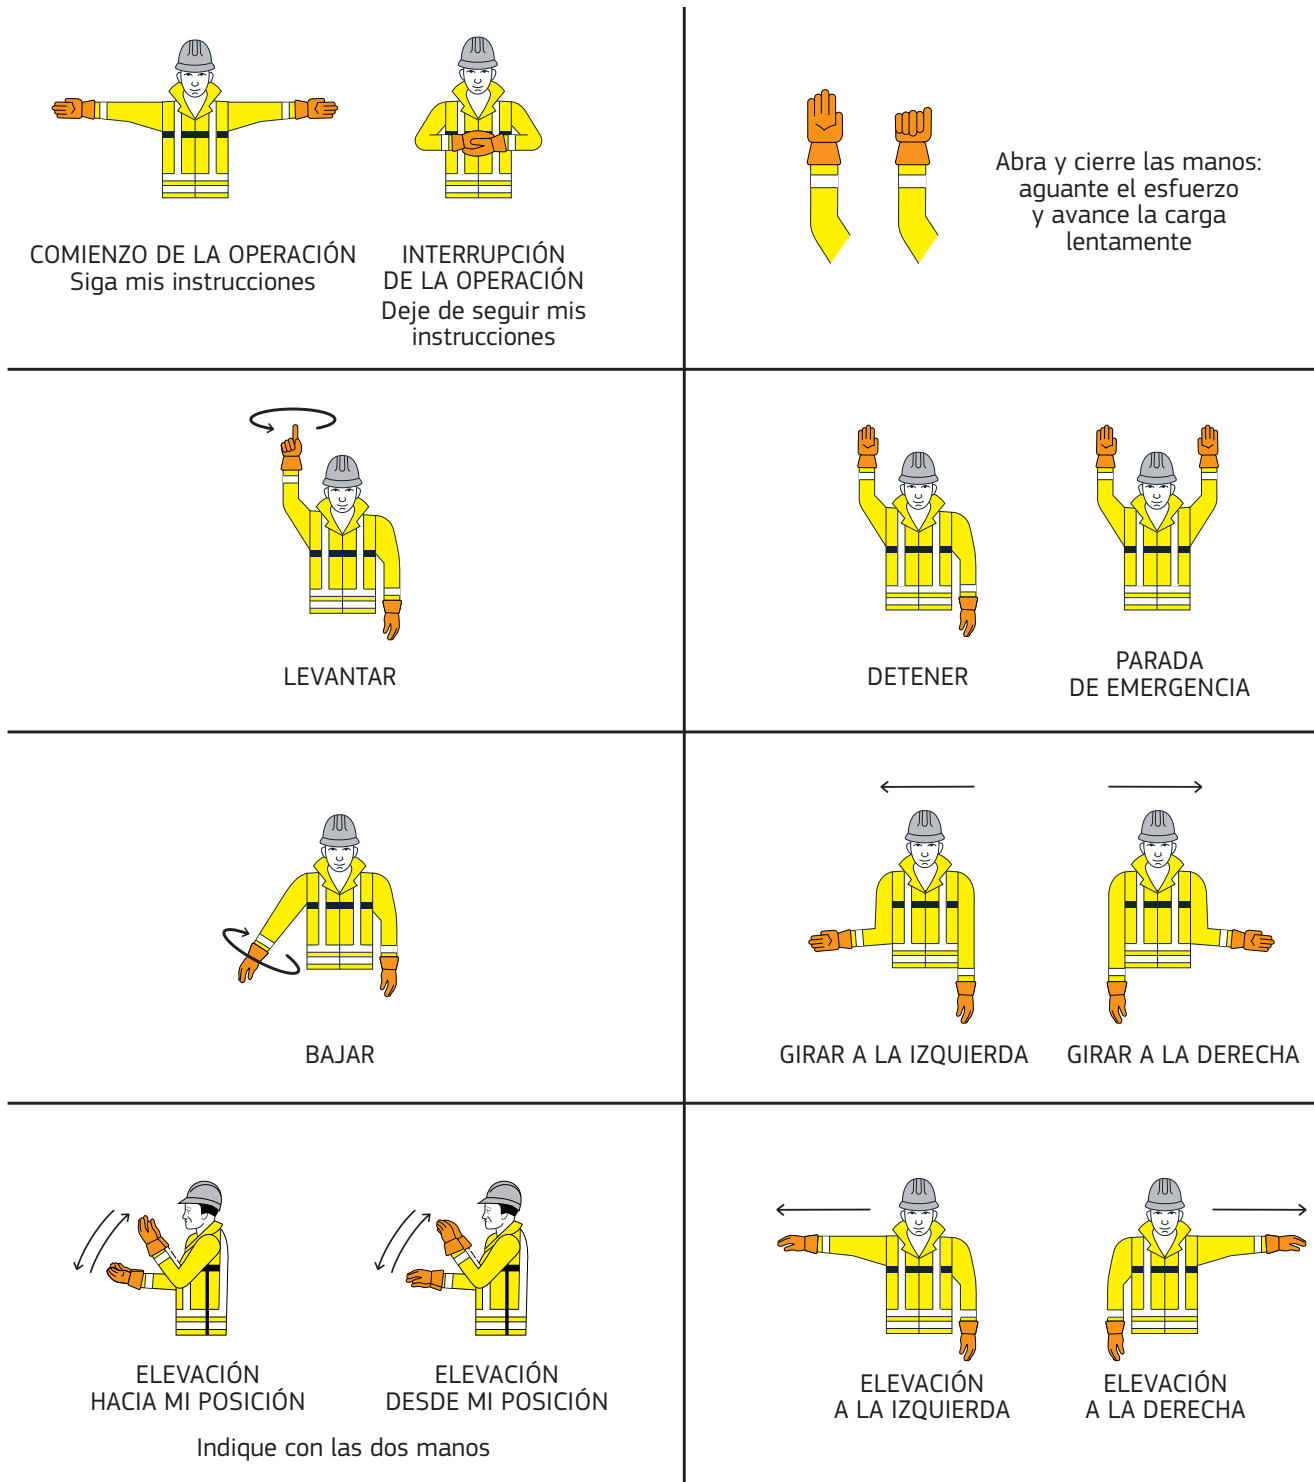 COMIENZO DE LA OPERACIÓN
Siga mis instrucciones
INTERRUPCIÓN
DE LA OPERACIÓN
Deje de seguir mis
instrucciones
Abra y cierre las manos:
aguante el esfuerzo
y avance la carga
lentamente
LEVANTAR
DETENER
PARADA
DE EMERGENCIA
BAJAR
GIRAR A LA IZQUIERDA
GIRAR A LA DERECHA
ELEVACIÓN
HACIA MI POSICIÓN
ELEVACIÓN
DESDE MI POSICIÓN
Indique con las dos manos
ELEVACIÓN
A LA IZQUIERDA
ELEVACIÓN
A LA DERECHA